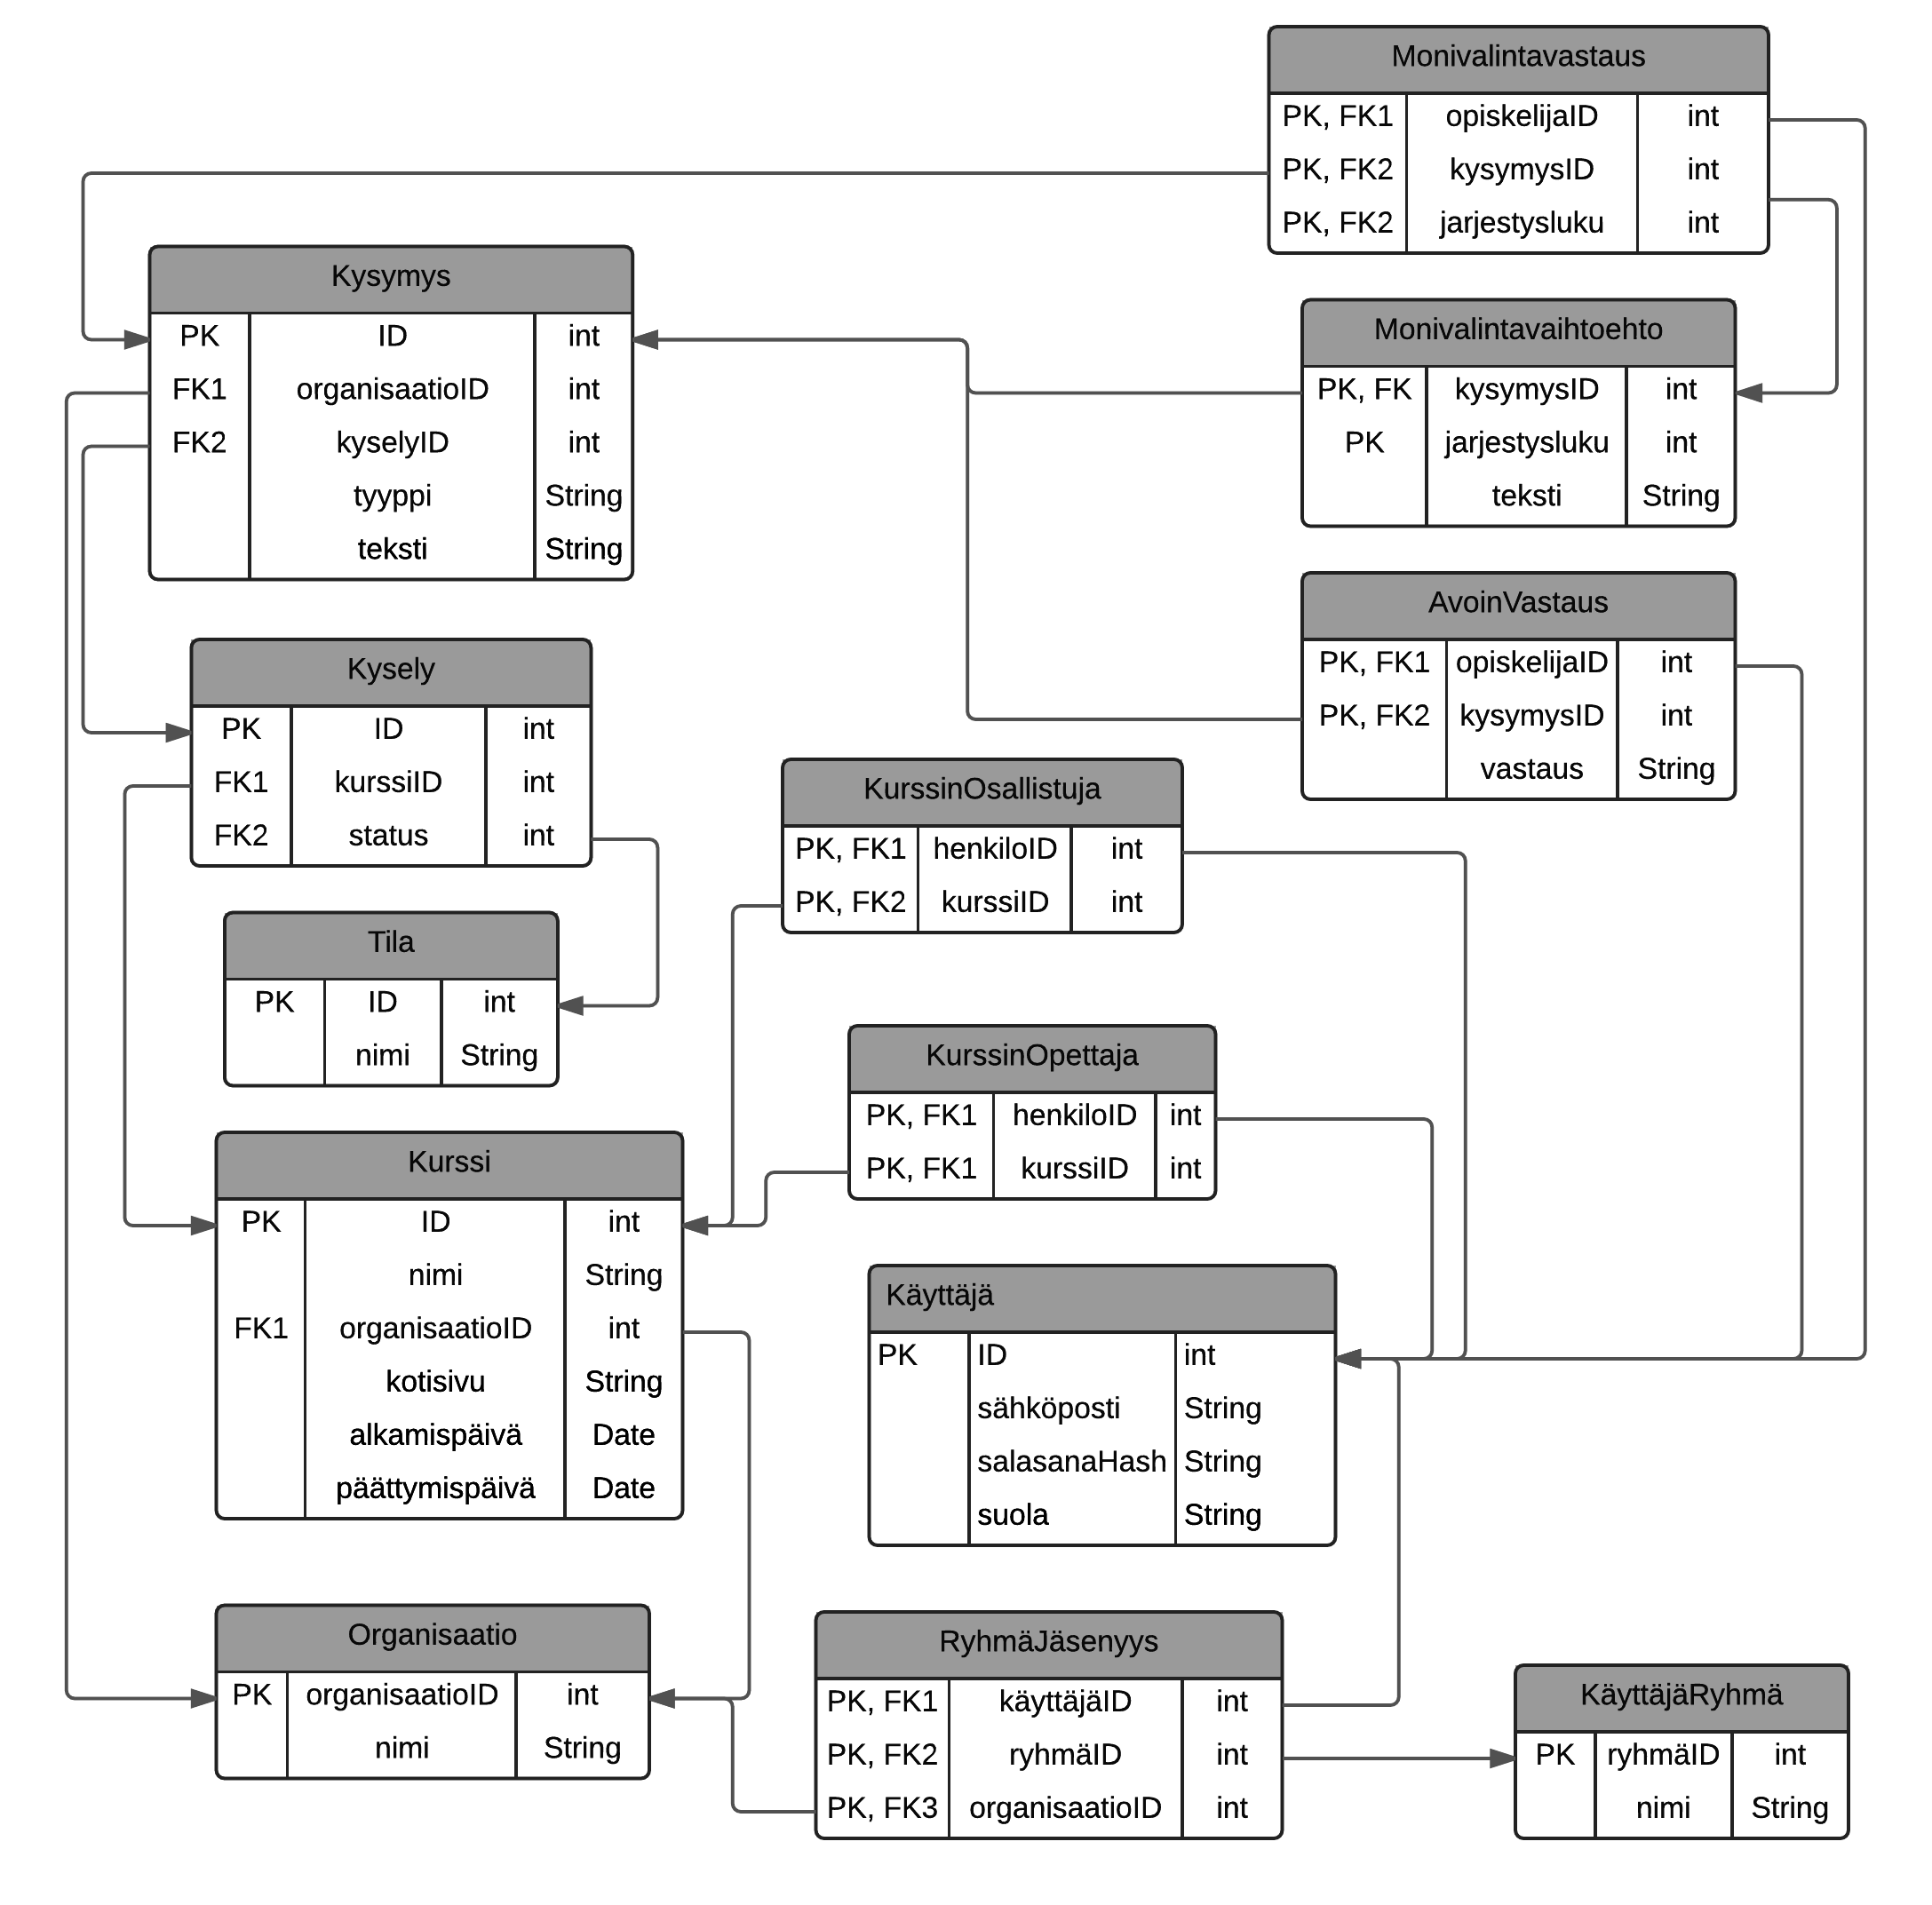 Monivalintavastaus
PK, FK1 opiskelijaID int
PK, FK2 kysymysID int
PK, FK2 jarjestysluku int
Kysymys
PK ID int
FK1 organisaatioID int
FK2 kyselyID int
tyyppi String
teksti String
Monivalintavaihtoehto
PK, FK kysymysID int
PK jarjestysluku int
teksti String
AvoinVastaus
PK, FK1 opiskelijaID int
PK, FK2 kysymysID int
vastaus String
Kysely
PK ID int
FK1 kurssiID int
FK2 status int
KurssinOsallistuja
PK, FK1 henkiloID int
PK, FK2 kurssiID int
Tila
PK ID int
nimi String
KurssinOpettaja
PK, FK1 henkiloID int
PK, FK1 kurssiID int
Kurssi
PK ID int
nimi String
FK1 organisaatioID int
kotisivu String
alkamispäivä Date
päättymispäivä Date
Käyttäjä
PK ID int
sähköposti String
salasanaHash String
suola String
Organisaatio
PK organisaatioID int
nimi String
RyhmäJäsenyys
PK, FK1 käyttäjäID int
PK, FK2 ryhmäID int
PK, FK3 organisaatioID int
KäyttäjäRyhmä
PK ryhmäID int
nimi String